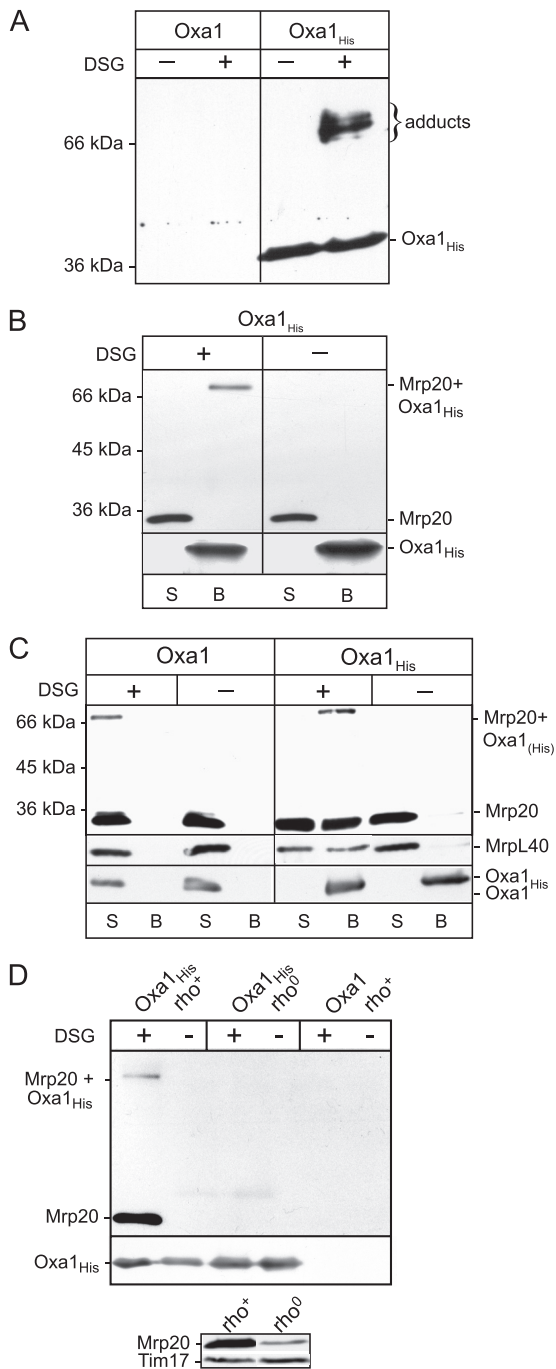 A
Oxa1 Oxa1His
DSG − + − +
66 kDa
adducts
Oxa1His
36 kDa
B
Oxa1His
DSG + −
66 kDa
Mrp20+
Oxa1His
45 kDa
36 kDa
Mrp20
Oxa1His
S B S B
C
Oxa1 Oxa1His
DSG + − + −
66 kDa
Mrp20+
Oxa1(His)
45 kDa
36 kDa
Mrp20
MrpL40
Oxa1His
Oxa1
S B S B S B S B
D
Oxa1His rho+
Oxa1His rho0
Oxa1 rho+
DSG + - + - + -
Mrp20 +
Oxa1His
Mrp20
Oxa1His
rho+ rho0
Mrp20
Tim17